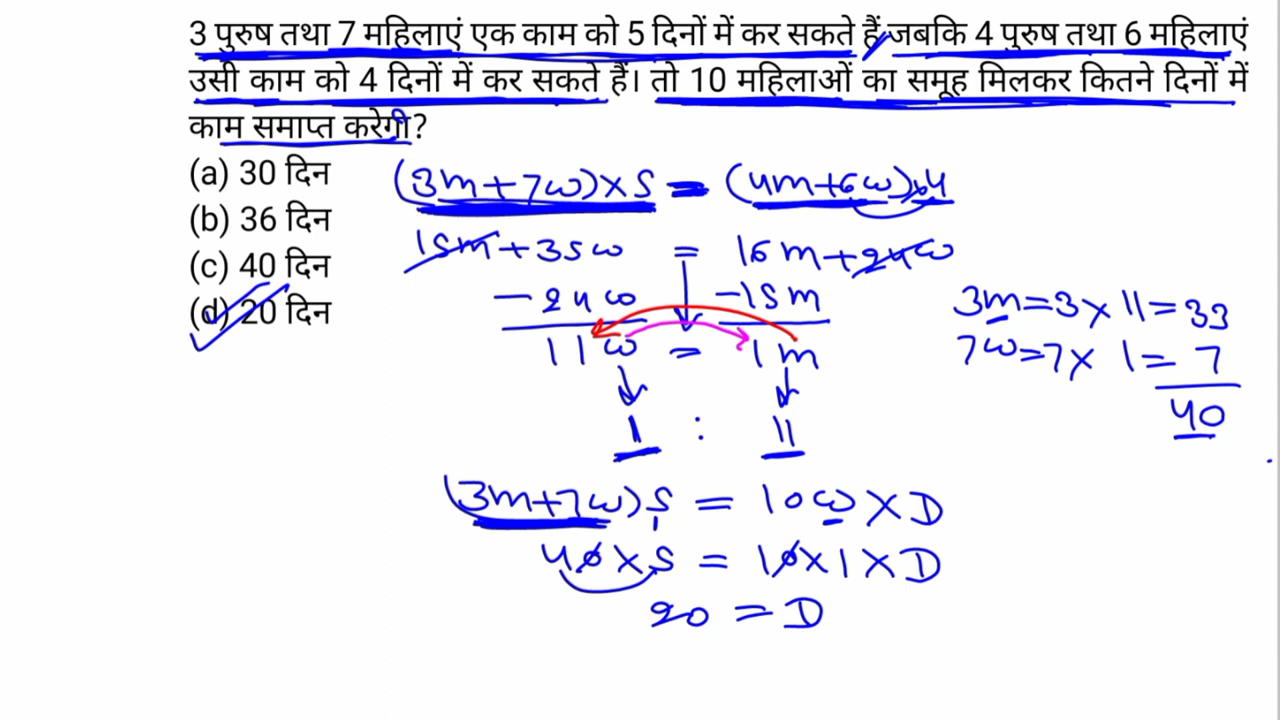 3 पुरुष तथा 7 महिलाएं एक काम को 5 दिनों में कर सकते हैं, जबकि 4 पुरुष तथा 6 महिलाएं
उसी काम को 4 दिनों में कर सकते हैं। तो 10 महिलाओं का समूह मिलकर कितने दिनों में
काम समाप्त करेगी?
(a) 30 दिन
(b) 36 दिन
(c) 40 दिन
(d) 20 दिन
(3m+7w)×5 = (4m+6w)×4
15m+35w = 16m+24w
-24w -15m
11w = 1m
1 : 11
3m=3×11=33
7w=7×1=7
40
(3m+7w)5 = 10w×D
40×5 = 10×1×D
20 = D